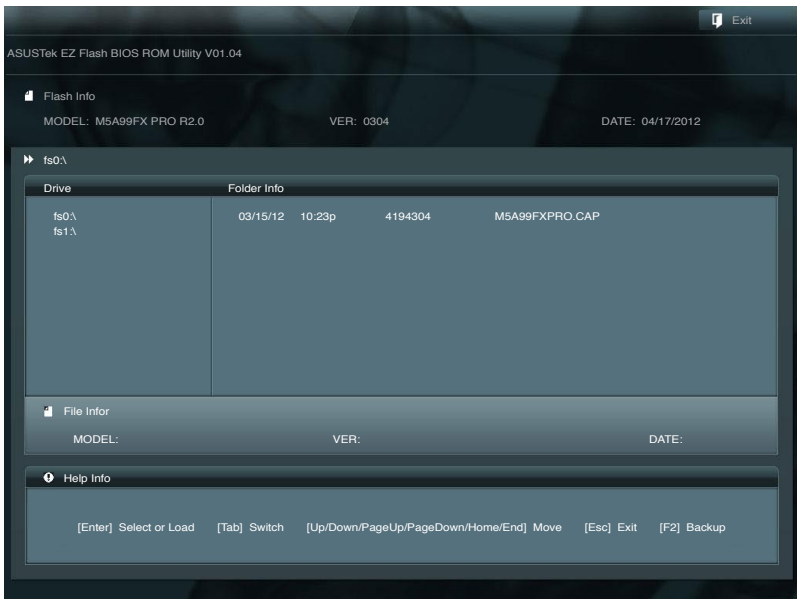 Exit
ASUSTek EZ Flash BIOS ROM Utility V01.04
Flash Info
MODEL: M5A99FX PRO R2.0 VER: 0304 DATE: 04/17/2012
fs0:\
Drive Folder Info
fs0:\ 03/15/12 10:23p 4194304 M5A99FXPRO.CAP
fs1:\
File Infor
MODEL: VER: DATE:
Help Info
[Enter] Select or Load [Tab] Switch [Up/Down/PageUp/PageDown/Home/End] Move [Esc] Exit [F2] Backup